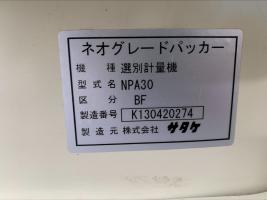 ネオグレードパッカー
機種 選別計量機
型式名 NPA30
区分 BF
製造番号 K130420274
製造元 株式会社 サタケ